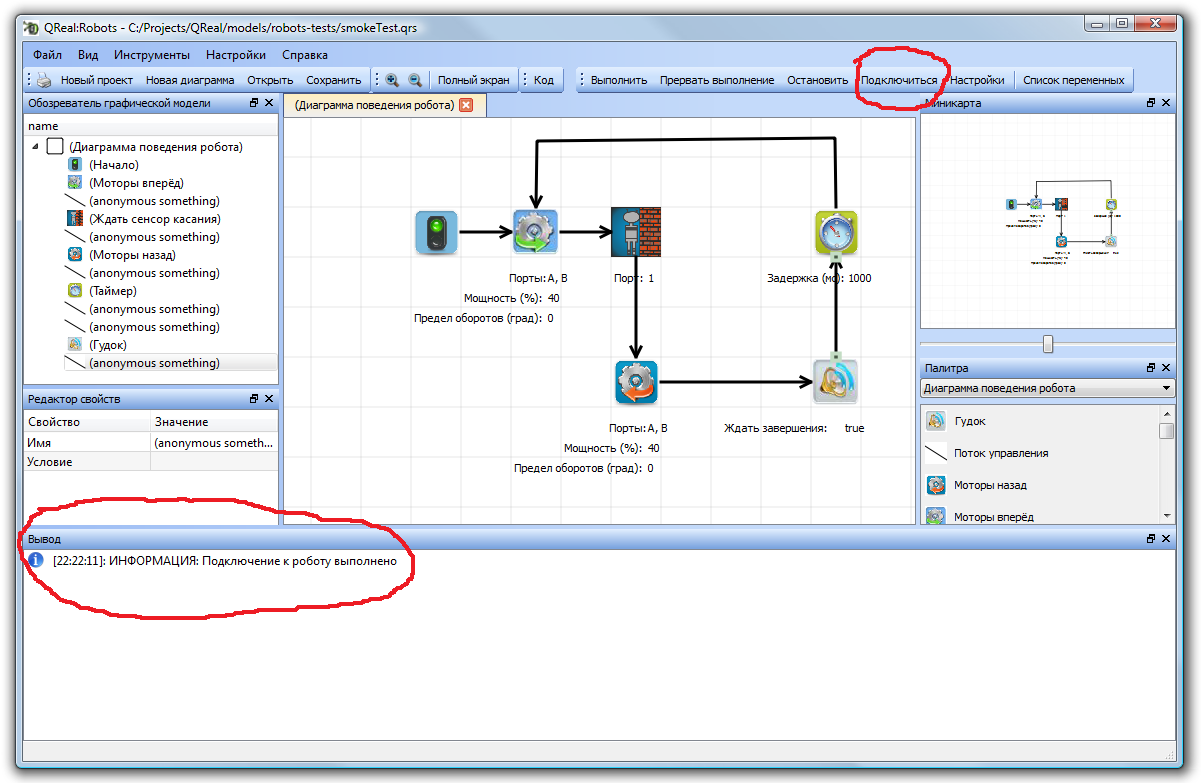 QReal:Robots - C:/Projects/QReal/models/robots-tests/smokeTest.qrs
Файл Вид Инструменты Настройки Справка
Новый проект Новая диаграмма Открыть Сохранить Полный экран Код Выполнить Прервать выполнение Остановить Подключиться Настройки Список переменных
Обозреватель графической модели
name
(Диаграмма поведения робота)
(Начало)
(Моторы вперёд)
(anonymous something)
(Ждать сенсор касания)
(anonymous something)
(Моторы назад)
(anonymous something)
(Таймер)
(anonymous something)
(anonymous something)
(Гудок)
(anonymous something)
Редактор свойств
Свойство Значение
Имя (anonymous someth...
Условие
(Диаграмма поведения робота)
Порты: A, B
Мощность (%): 40
Предел оборотов (град): 0
Порт: 1
Задержка (мс): 1000
Порты: A, B
Мощность (%): 40
Предел оборотов (град): 0
Ждать завершения: true
Миникарта
Палитра
Диаграмма поведения робота
Гудок
Поток управления
Моторы назад
Моторы вперёд
Вывод
[22:22:11]: ИНФОРМАЦИЯ: Подключение к роботу выполнено